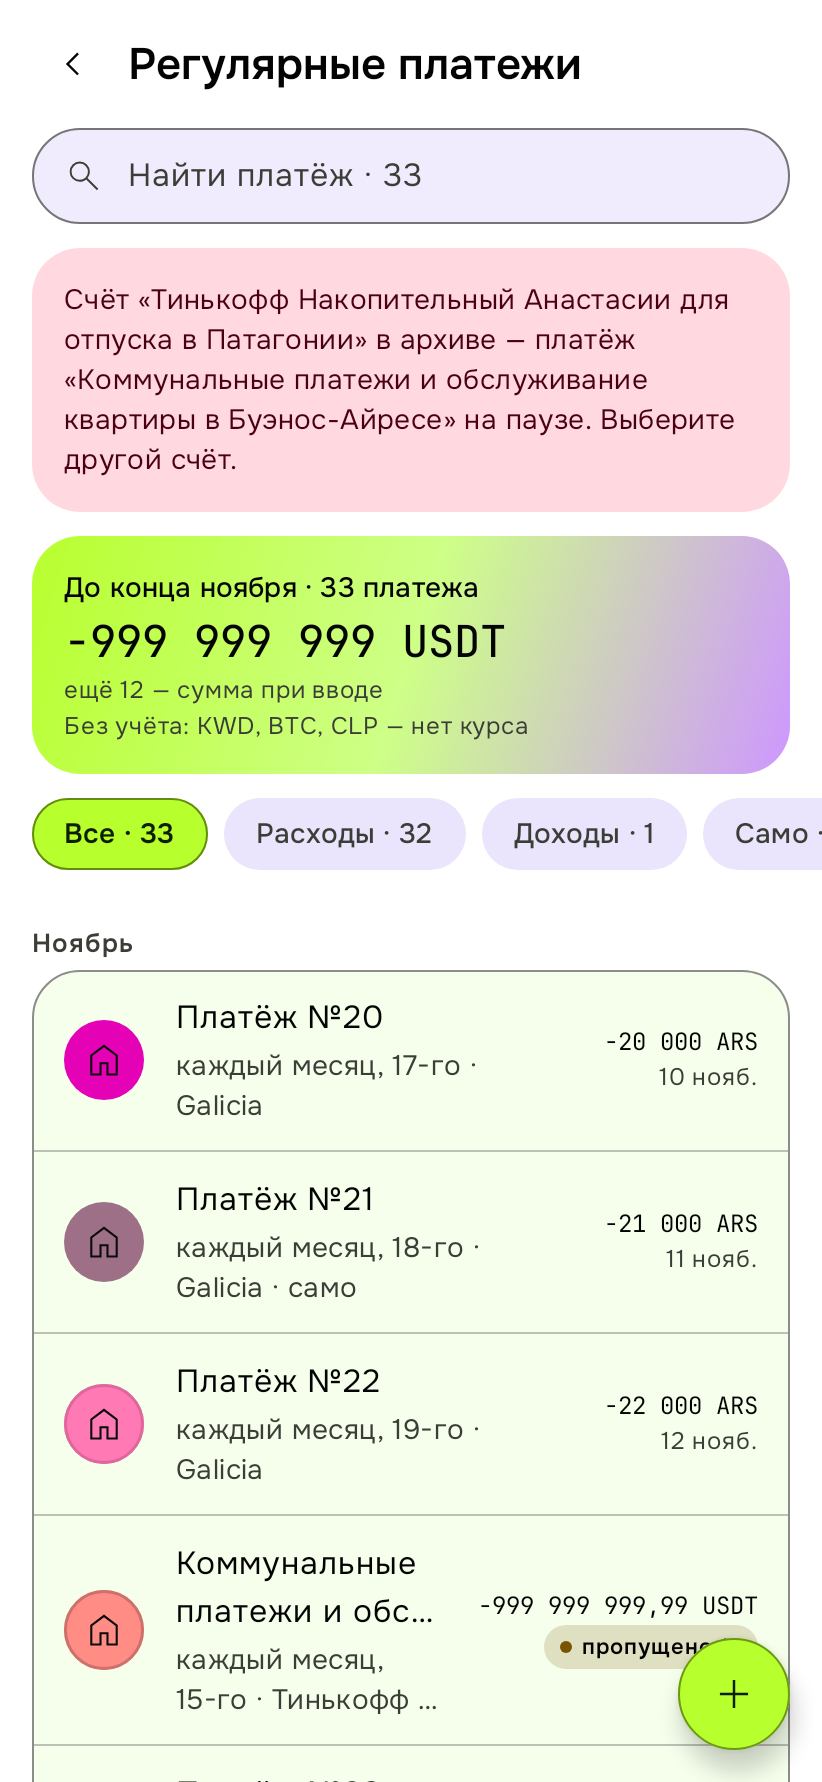 Регулярные платежи
Найти платёж · 33
Счёт «Тинькофф Накопительный Анастасии для
отпуска в Патагонии» в архиве — платёж
«Коммунальные платежи и обслуживание
квартиры в Буэнос-Айресе» на паузе. Выберите
другой счёт.
До конца ноября · 33 платежа
-999 999 999 USDT
ещё 12 — сумма при вводе
Без учёта: KWD, BTC, CLP — нет курса
Все · 33
Расходы · 32
Доходы · 1
Само ·
Ноябрь
Платёж №20
каждый месяц, 17-го ·
Galicia
-20 000 ARS
10 нояб.
Платёж №21
каждый месяц, 18-го ·
Galicia · само
-21 000 ARS
11 нояб.
Платёж №22
каждый месяц, 19-го ·
Galicia
-22 000 ARS
12 нояб.
Коммунальные
платежи и обс...
каждый месяц,
15-го · Тинькофф ...
-999 999 999,99 USDT